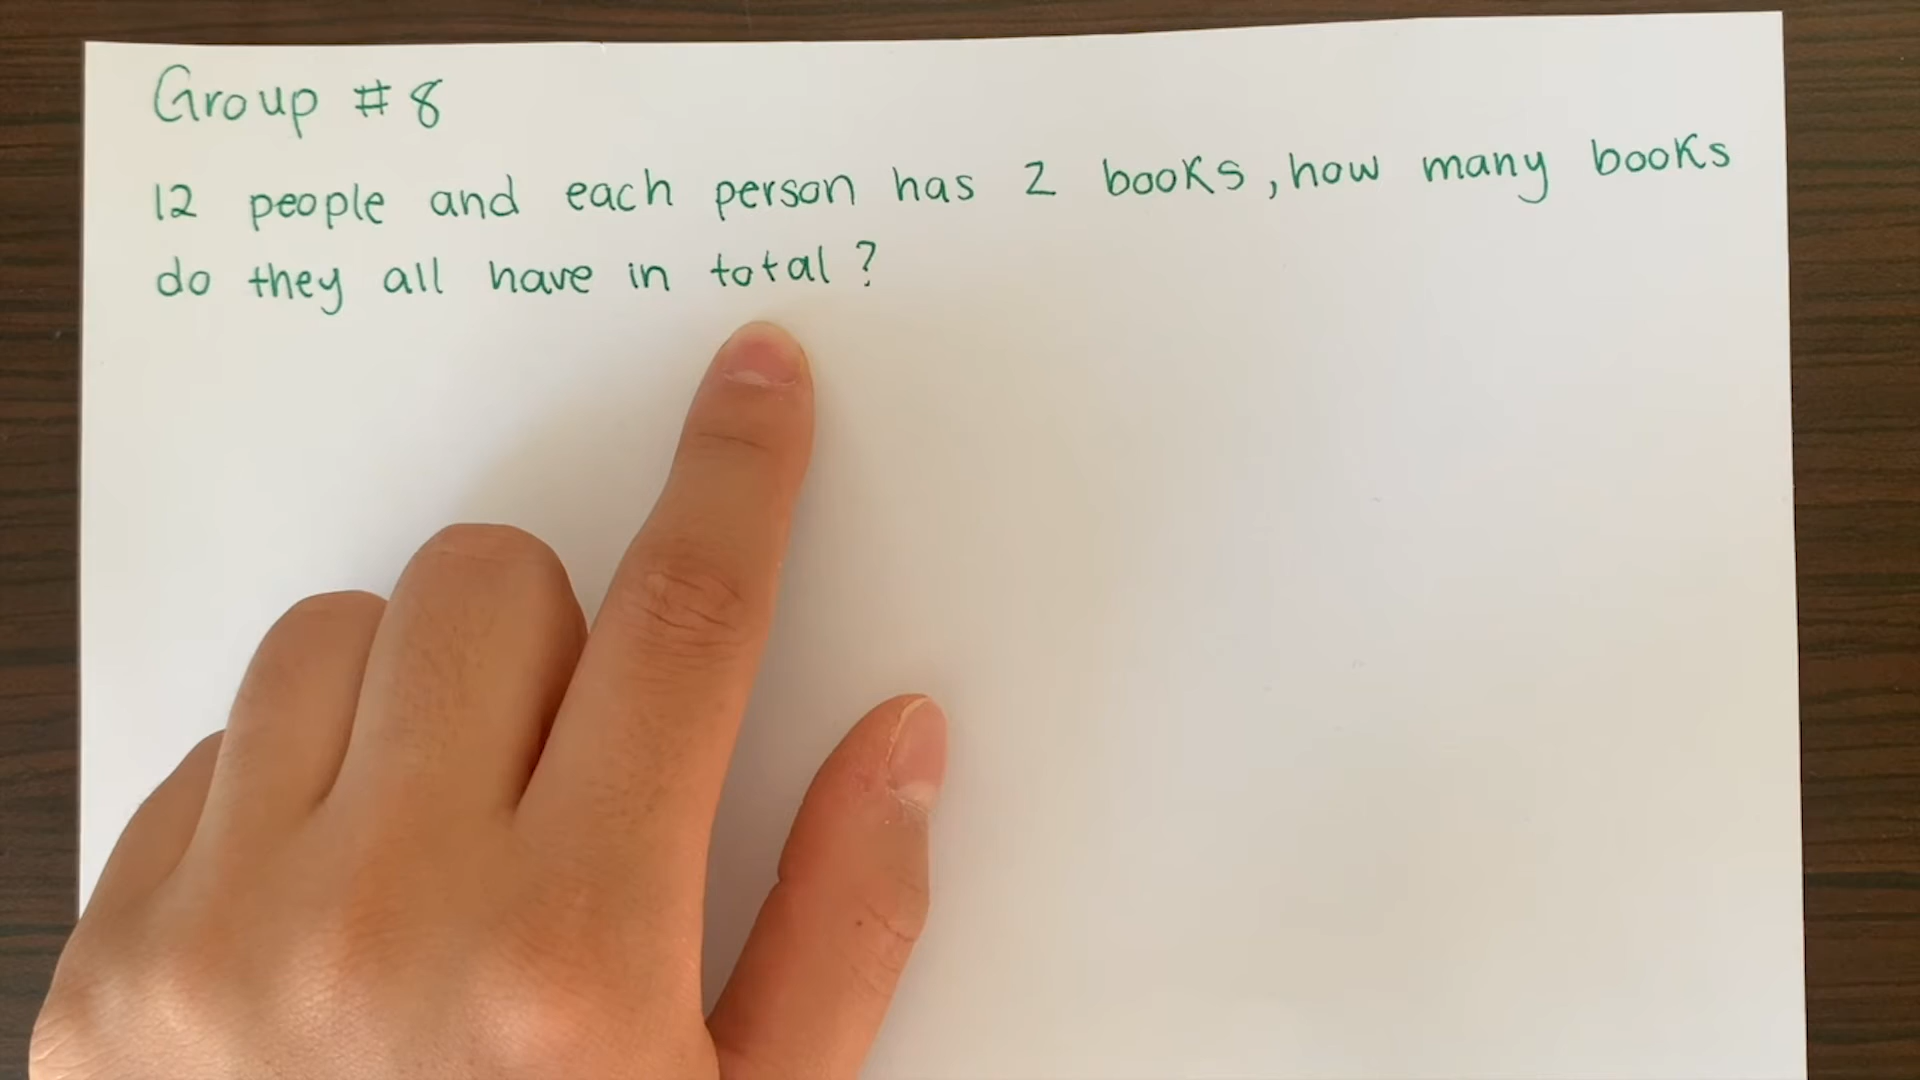 Group #8
12 people and each person has 2 books, how many books
do they all have in total?